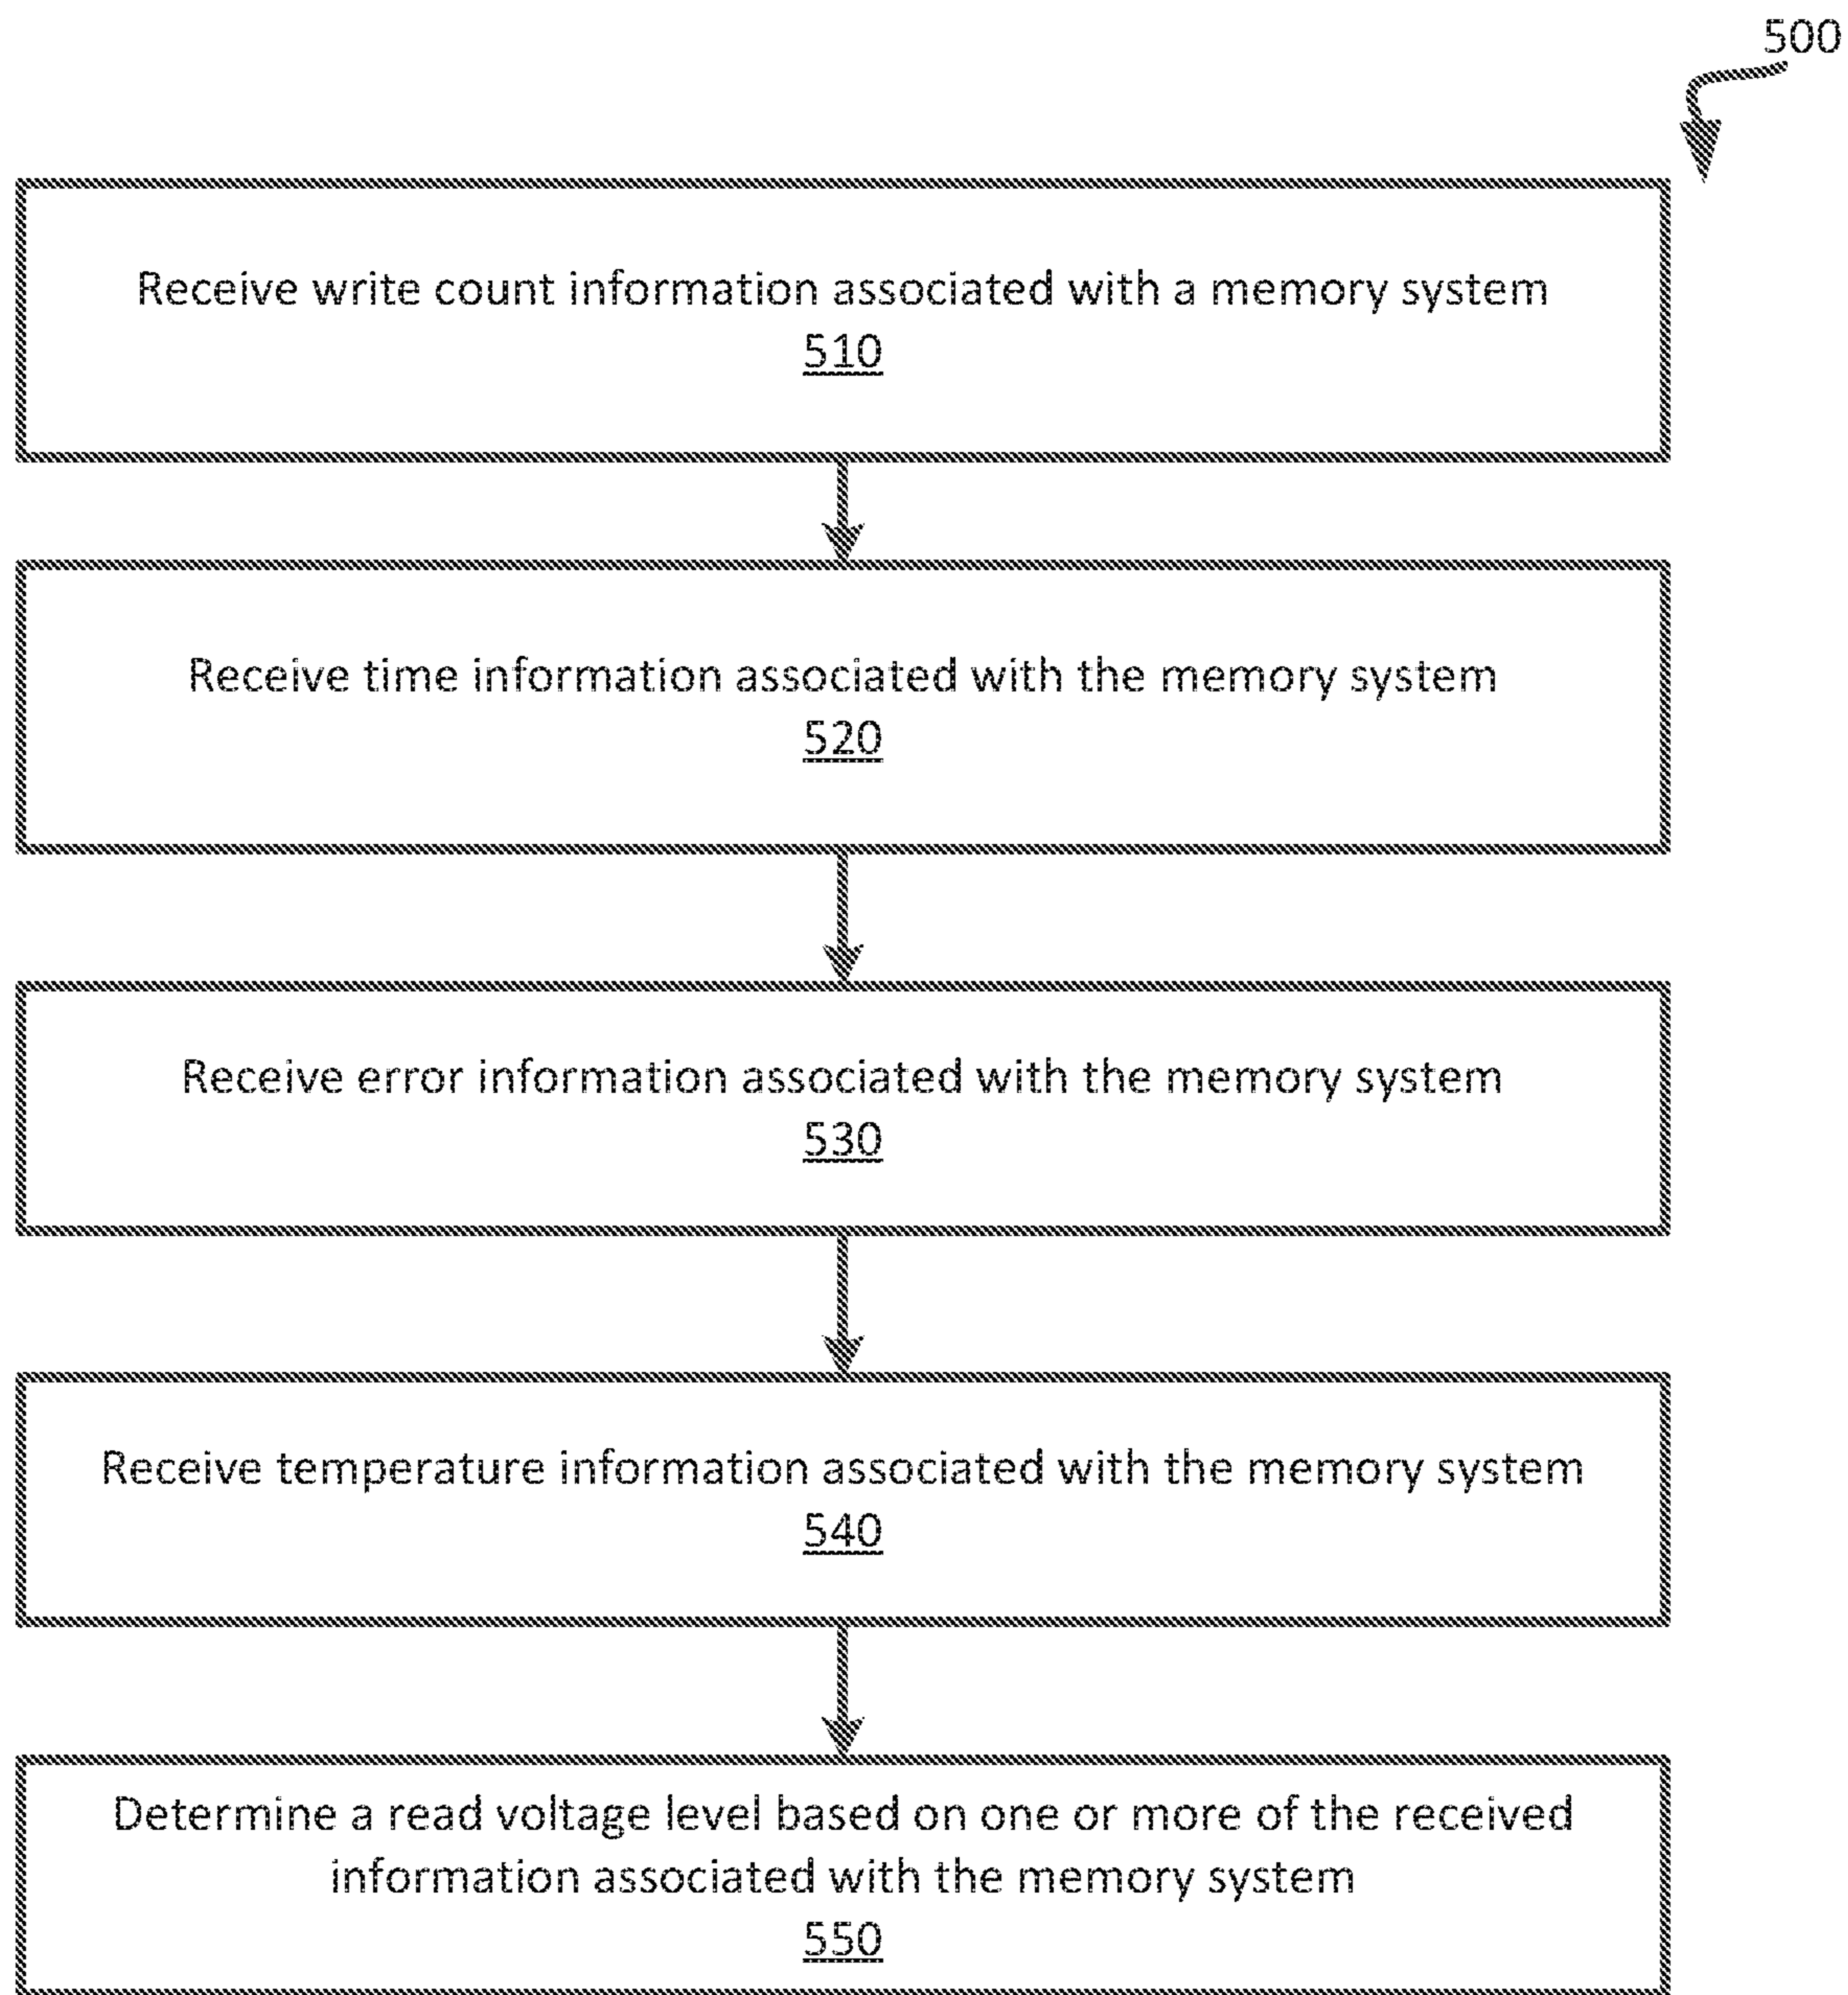 500
Receive write count information associated with a memory system
510
Receive time information associated with the memory system
520
Receive error information associated with the memory system
530
Receive temperature information associated with the memory system
540
Determine a read voltage level based on one or more of the received
information associated with the memory system
550